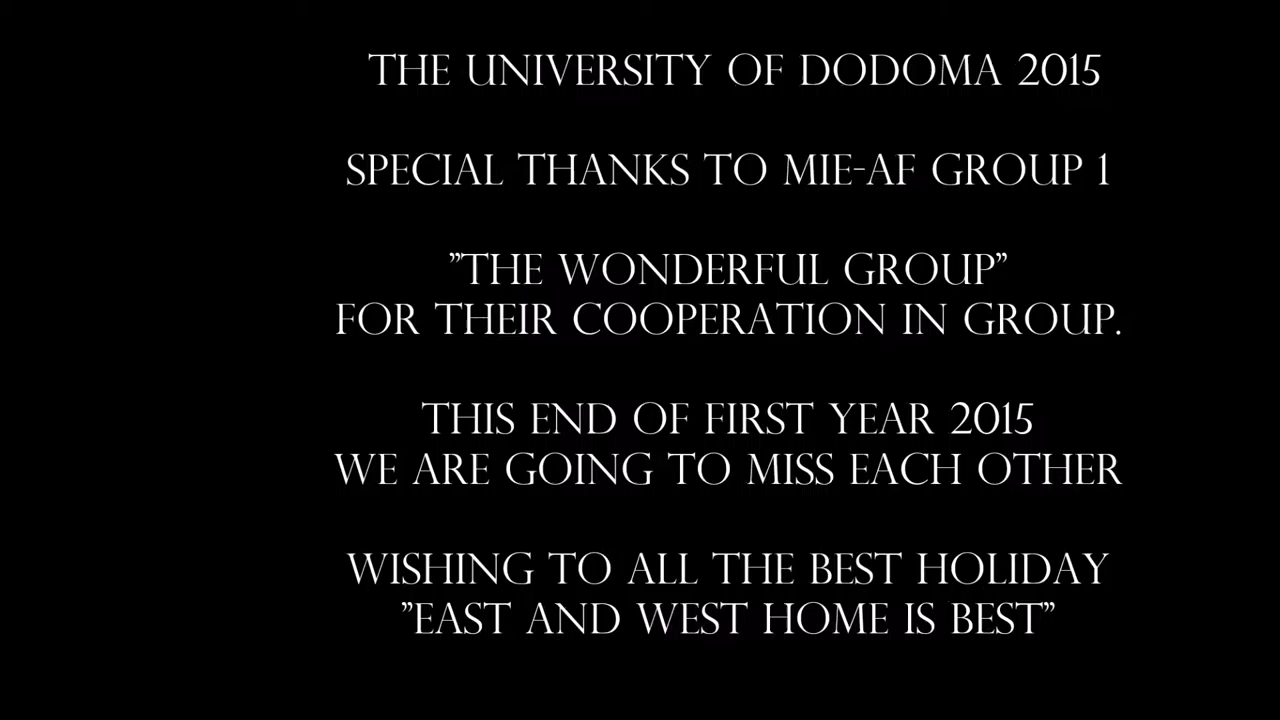 THE UNIVERSITY OF DODOMA 2015
SPECIAL THANKS TO MIE-AF GROUP 1
"THE WONDERFUL GROUP"
FOR THEIR COOPERATION IN GROUP.
THIS END OF FIRST YEAR 2015
WE ARE GOING TO MISS EACH OTHER
WISHING TO ALL THE BEST HOLIDAY
"EAST AND WEST HOME IS BEST"